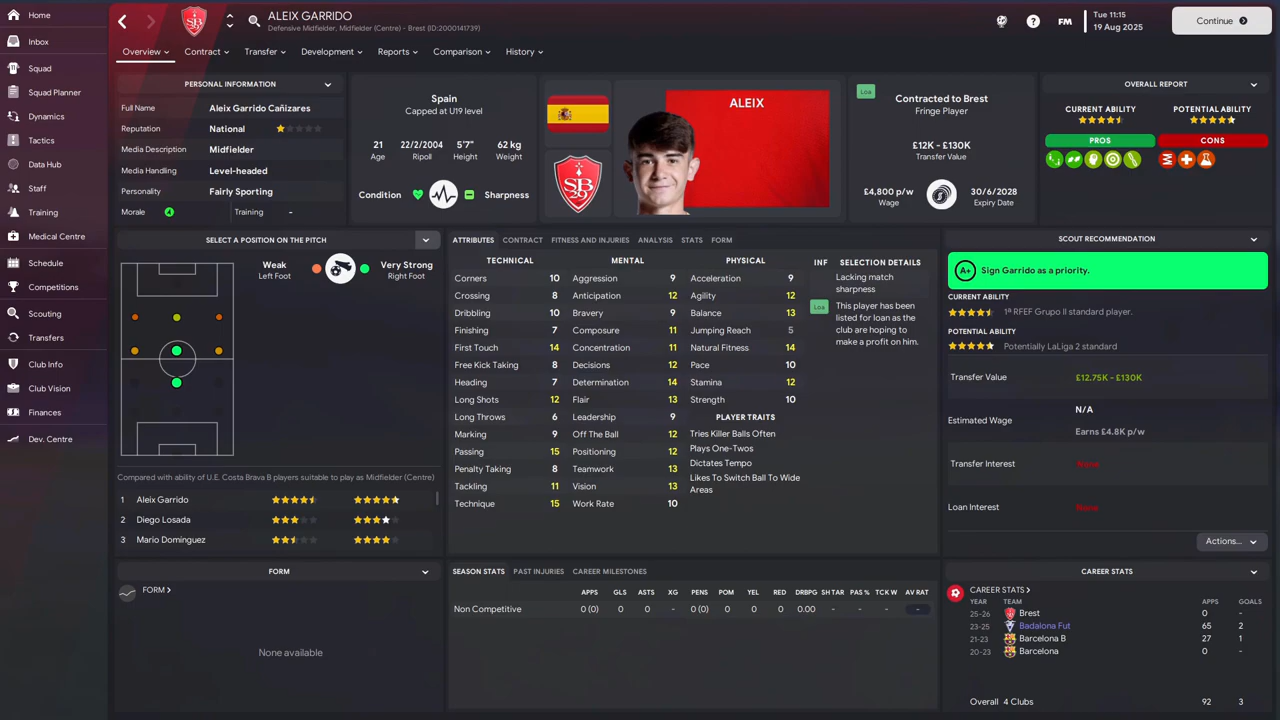 Home
Inbox
Squad
Squad Planner
Dynamics
Tactics
Data Hub
Staff
Training
Medical Centre
Schedule
Competitions
Scouting
Transfers
Club Info
Club Vision
Finances
Dev. Centre
ALEIX GARRIDO
Defensive Midfielder, Midfielder (Centre) - Brest (ID:2000141739)
FM
Tue 11:15
19 Aug 2025
Continue
Overview
Contract
Transfer
Development
Reports
Comparison
History
PERSONAL INFORMATION
Full Name Aleix Garrido Cañizares
Reputation National
Media Description Midfielder
Media Handling Level-headed
Personality Fairly Sporting
Morale Training -
Spain
Capped at U19 level
21 22/2/2004 5'7" 62 kg
Age Ripoll Height Weight
Condition Sharpness
SB
29
ALEIX
Loa
Contracted to Brest
Fringe Player
£12K - £130K
Transfer Value
£4,800 p/w 30/6/2028
Wage Expiry Date
OVERALL REPORT
CURRENT ABILITY POTENTIAL ABILITY
PROS CONS
SELECT A POSITION ON THE PITCH
Weak Very Strong
Left Foot Right Foot
Compared with ability of U.E. Costa Brava B players suitable to play as Midfielder (Centre)
1 Aleix Garrido
2 Diego Losada
3 Mario Domínguez
ATTRIBUTES CONTRACT FITNESS AND INJURIES ANALYSIS STATS FORM
TECHNICAL MENTAL PHYSICAL
Corners 10 Aggression 9 Acceleration 9
Crossing 8 Anticipation 12 Agility 12
Dribbling 10 Bravery 9 Balance 13
Finishing 7 Composure 11 Jumping Reach 5
First Touch 14 Concentration 11 Natural Fitness 14
Free Kick Taking 8 Decisions 12 Pace 10
Heading 7 Determination 14 Stamina 12
Long Shots 12 Flair 13 Strength 10
Long Throws 6 Leadership 9 PLAYER TRAITS
Marking 9 Off The Ball 12 Tries Killer Balls Often
Passing 15 Positioning 12 Plays One-Twos
Penalty Taking 8 Teamwork 13 Dictates Tempo
Tackling 11 Vision 13 Likes To Switch Ball To Wide
Areas
Technique 15 Work Rate 10
INF SELECTION DETAILS
Lacking match
sharpness
Loa This player has been
listed for loan as the
club are hoping to
make a profit on him.
SCOUT RECOMMENDATION
A+ Sign Garrido as a priority.
CURRENT ABILITY
1ª RFEF Grupo II standard player.
POTENTIAL ABILITY
Potentially LaLiga 2 standard
Transfer Value £12.75K - £130K
Estimated Wage N/A
Earns £4.8K p/w
Transfer Interest None
Loan Interest None
Actions...
FORM
FORM
None available
SEASON STATS PAST INJURIES CAREER MILESTONES
APPS GLS ASTS XG PENS POM YEL RED DRBPG SH TAR PAS % TCK W AV RAT
Non Competitive 0 (0) 0 0 - 0 (0) 0 0 0 0.00 - - - -
CAREER STATS
CAREER STATS
YEAR TEAM APPS GOALS
25-26 Brest 0 -
23-25 Badalona Fut 65 2
21-23 Barcelona B 27 1
20-23 Barcelona 0 -
Overall 4 Clubs 92 3